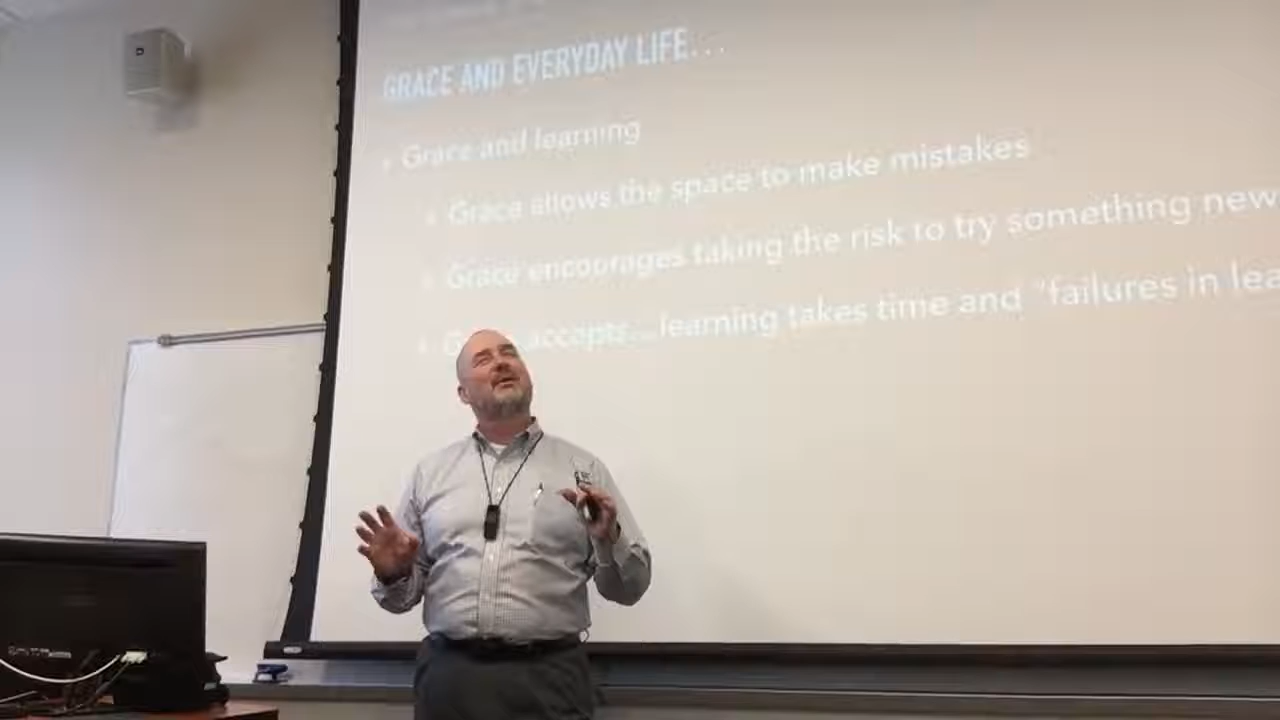 GRACE AND EVERYDAY LIFE...
Grace and learning
Grace allows the space to make mistakes
Grace encourages taking the risk to try something new
accepts...learning takes time and "failures in lea